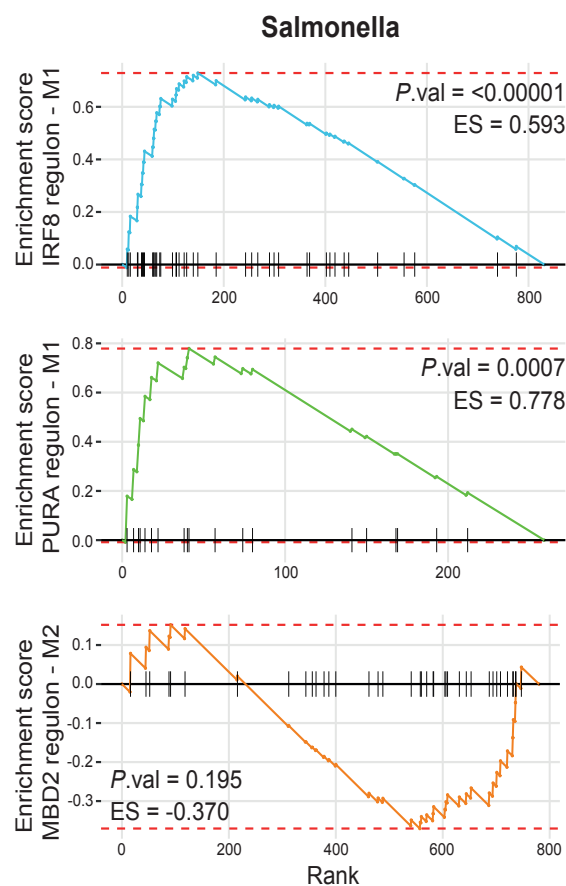 Salmonella
Enrichment score
IRF8 regulon - M1
P.val = <0.00001
ES = 0.593
0.6
0.4
0.2
0.0
0 200 400 600 800
Enrichment score
PURA regulon - M1
P.val = 0.0007
ES = 0.778
0.8
0.6
0.4
0.2
0.0
0 100 200
Enrichment score
MBD2 regulon - M2
0.1
0.0
-0.1
-0.2
-0.3
P.val = 0.195
ES = -0.370
0 200 400 600 800
Rank